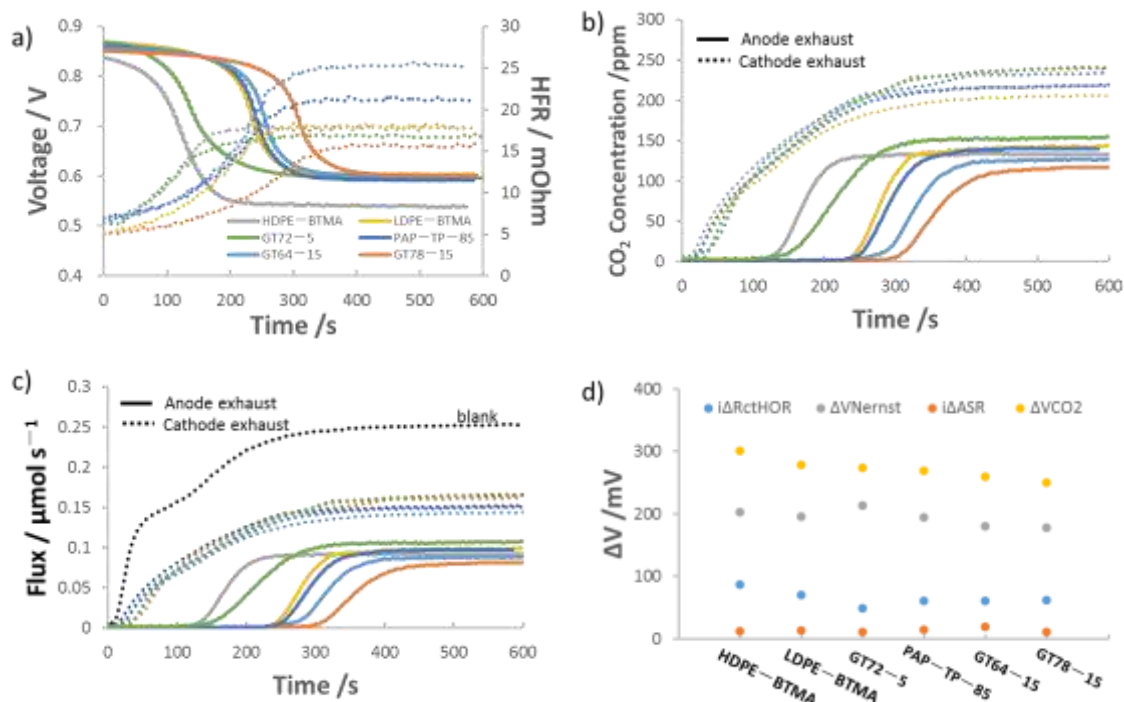 a)
0.9
0.8
0.7
0.6
0.5
0.4
Voltage / V
30
25
20
15
10
5
0
HFR / mOhm
HDPE—BTMA
LDPE—BTMA
GT72—5
PAP—TP—85
GT64—15
GT78—15
0 100 200 300 400 500 600
Time /s
b)
300
250
200
150
100
50
0
CO2 Concentration /ppm
Anode exhaust
Cathode exhaust
0 100 200 300 400 500 600
Time /s
c)
0.3
0.25
0.2
0.15
0.1
0.05
0
Flux / μmol s−1
Anode exhaust
Cathode exhaust
blank
0 100 200 300 400 500 600
Time /s
d)
400
300
200
100
0
ΔV /mV
iΔRctHOR ΔVNernst iΔASR ΔVCO2
HDPE—BTMA
LDPE—BTMA
GT72—5
PAP—TP—85
GT64—15
GT78—15